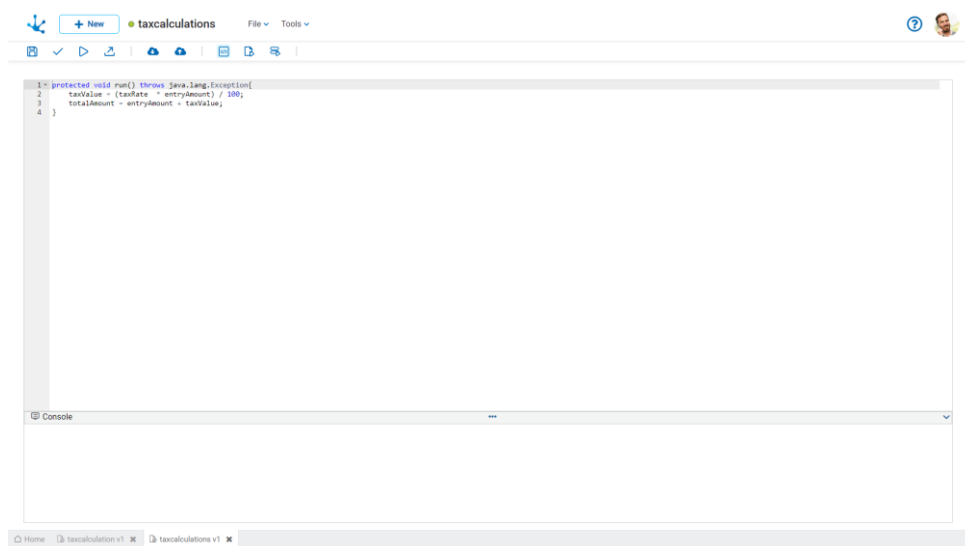 + New
taxcalculations
File
Tools
1 protected void run() throws java.lang.Exception{
2 taxValue = (taxRate * entryAmount) / 100;
3 totalAmount = entryAmount + taxValue;
4 }
Console
Home
taxcalculation v1
taxcalculations v1